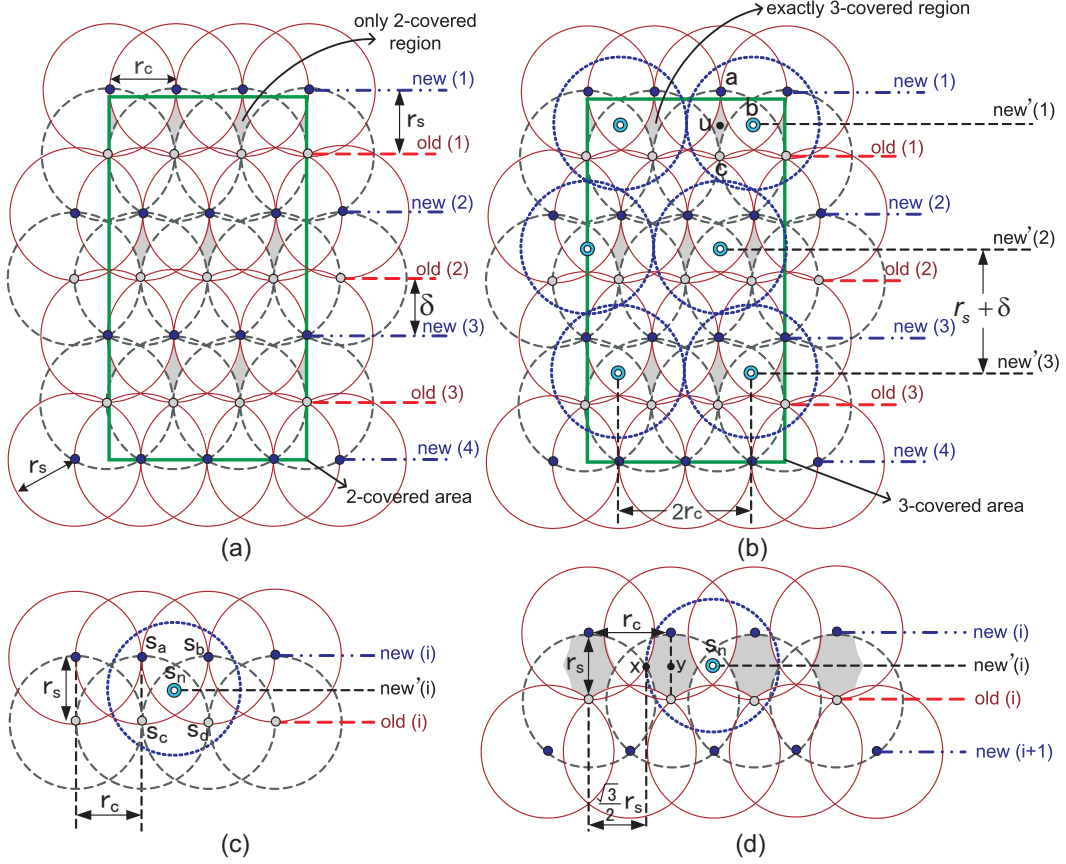 only 2-covered
region
r_c
new (1)
r_s
old (1)
new (2)
old (2)
δ
new (3)
old (3)
r_s
new (4)
2-covered area
(a)
exactly 3-covered region
a
new (1)
b
new'(1)
u
old (1)
c
new (2)
new'(2)
old (2)
r_s + δ
new (3)
new'(3)
old (3)
new (4)
2r_c
3-covered area
(b)
s_a s_b
new (i)
r_s
s_n
new'(i)
s_c s_d
old (i)
r_c
(c)
r_c
new (i)
r_s
x y s_n
new'(i)
old (i)
new (i+1)
√3/2 r_s
(d)